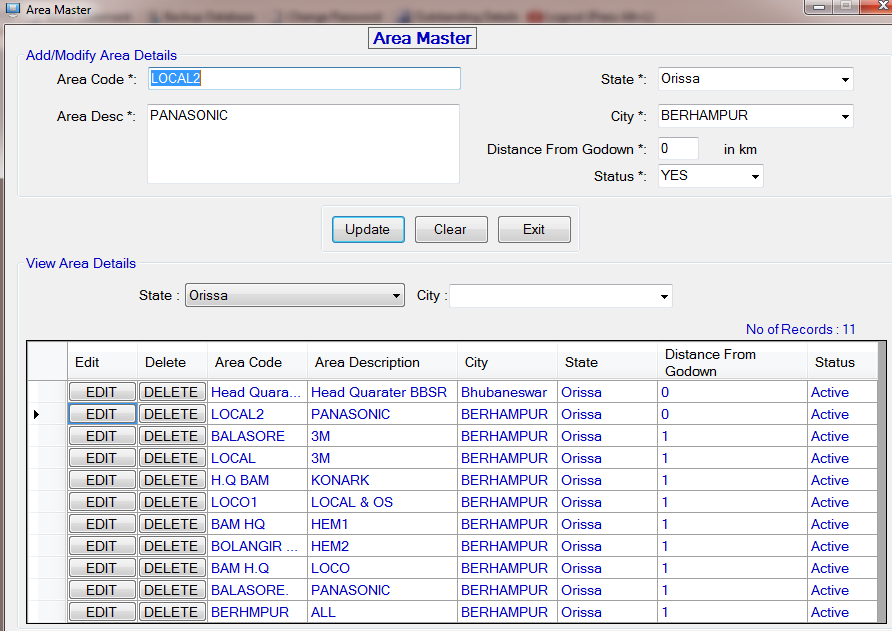 Area Master
Area Master
Add/Modify Area Details
Area Code *: LOCAL2 State *: Orissa
Area Desc *: PANASONIC City *: BERHAMPUR
Distance From Godown *: 0 in km
Status *: YES
Update Clear Exit
View Area Details
State : Orissa City :
No of Records : 11
Edit Delete Area Code Area Description City State Distance From Godown Status
EDIT DELETE Head Quara... Head Quarater BBSR Bhubaneswar Orissa 0 Active
EDIT DELETE LOCAL2 PANASONIC BERHAMPUR Orissa 0 Active
EDIT DELETE BALASORE 3M BERHAMPUR Orissa 1 Active
EDIT DELETE LOCAL 3M BERHAMPUR Orissa 1 Active
EDIT DELETE H.Q BAM KONARK BERHAMPUR Orissa 1 Active
EDIT DELETE LOCO1 LOCAL & OS BERHAMPUR Orissa 1 Active
EDIT DELETE BAM HQ HEM1 BERHAMPUR Orissa 1 Active
EDIT DELETE BOLANGIR ... HEM2 BERHAMPUR Orissa 1 Active
EDIT DELETE BAM H.Q LOCO BERHAMPUR Orissa 1 Active
EDIT DELETE BALASORE. PANASONIC BERHAMPUR Orissa 1 Active
EDIT DELETE BERHMPUR ALL BERHAMPUR Orissa 1 Active